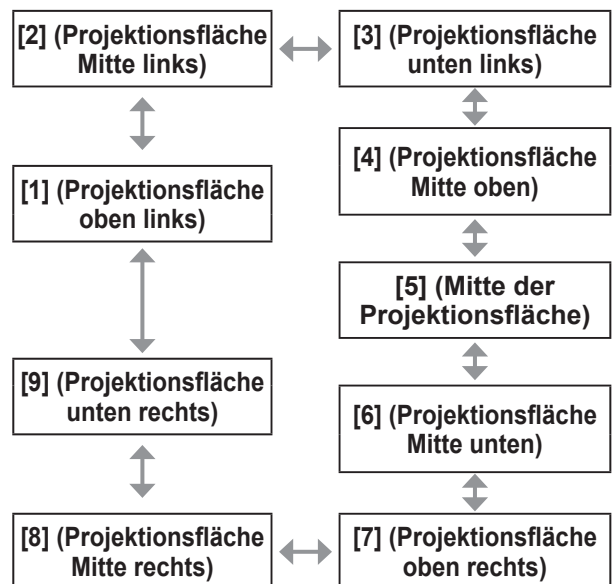 [2] (Projektionsfläche
Mitte links)
[3] (Projektionsfläche
unten links)
[1] (Projektionsfläche
oben links)
[4] (Projektionsfläche
Mitte oben)
[5] (Mitte der
Projektionsfläche)
[9] (Projektionsfläche
unten rechts)
[6] (Projektionsfläche
Mitte unten)
[8] (Projektionsfläche
Mitte rechts)
[7] (Projektionsfläche
oben rechts)